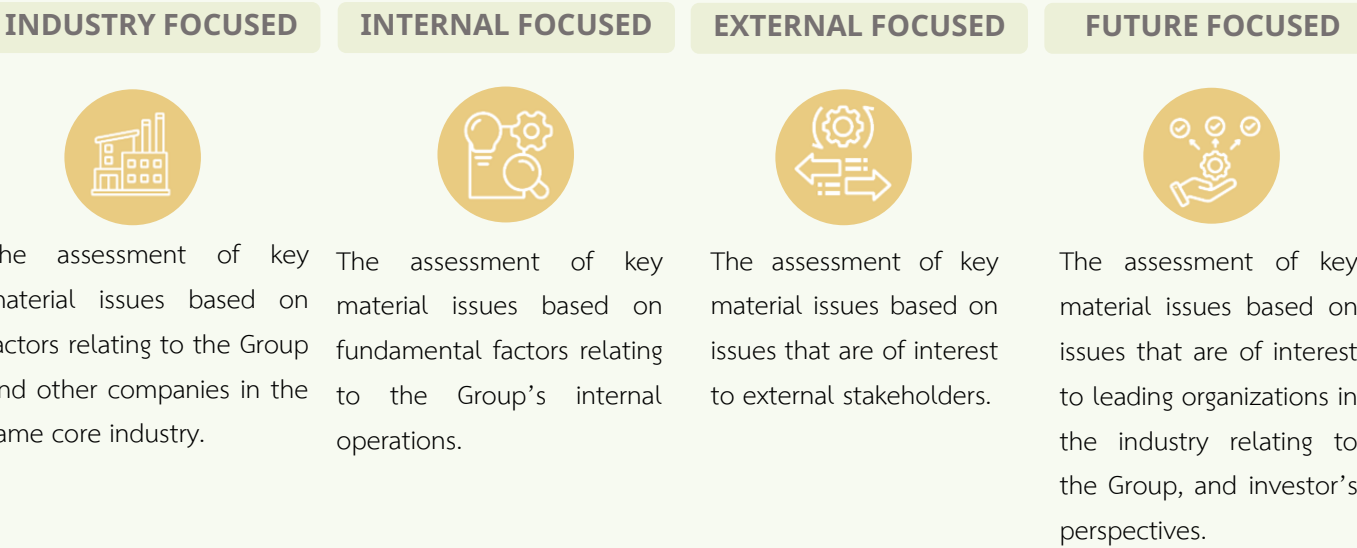 INDUSTRY FOCUSED
he assessment of key
naterial issues based on
actors relating to the Group
nd other companies in the
ame core industry.
INTERNAL FOCUSED
The assessment of key
material issues based on
fundamental factors relating
to the Group's internal
operations.
EXTERNAL FOCUSED
The assessment of key
material issues based on
issues that are of interest
to external stakeholders.
FUTURE FOCUSED
The assessment of key
material issues based on
issues that are of interest
to leading organizations in
the industry relating to
the Group, and investor's
perspectives.